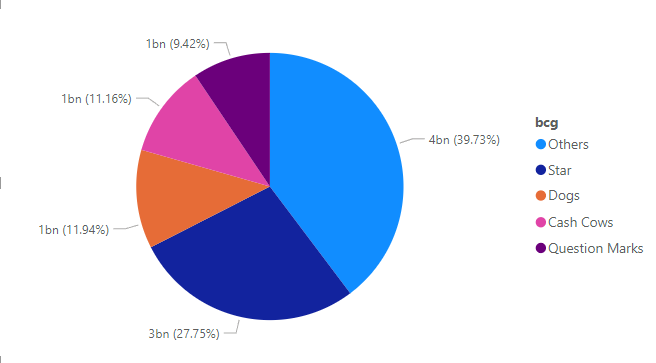 1bn (9.42%)
1bn (11.16%)
4bn (39.73%)
1bn (11.94%)
3bn (27.75%)
bcg
Others
Star
Dogs
Cash Cows
Question Marks